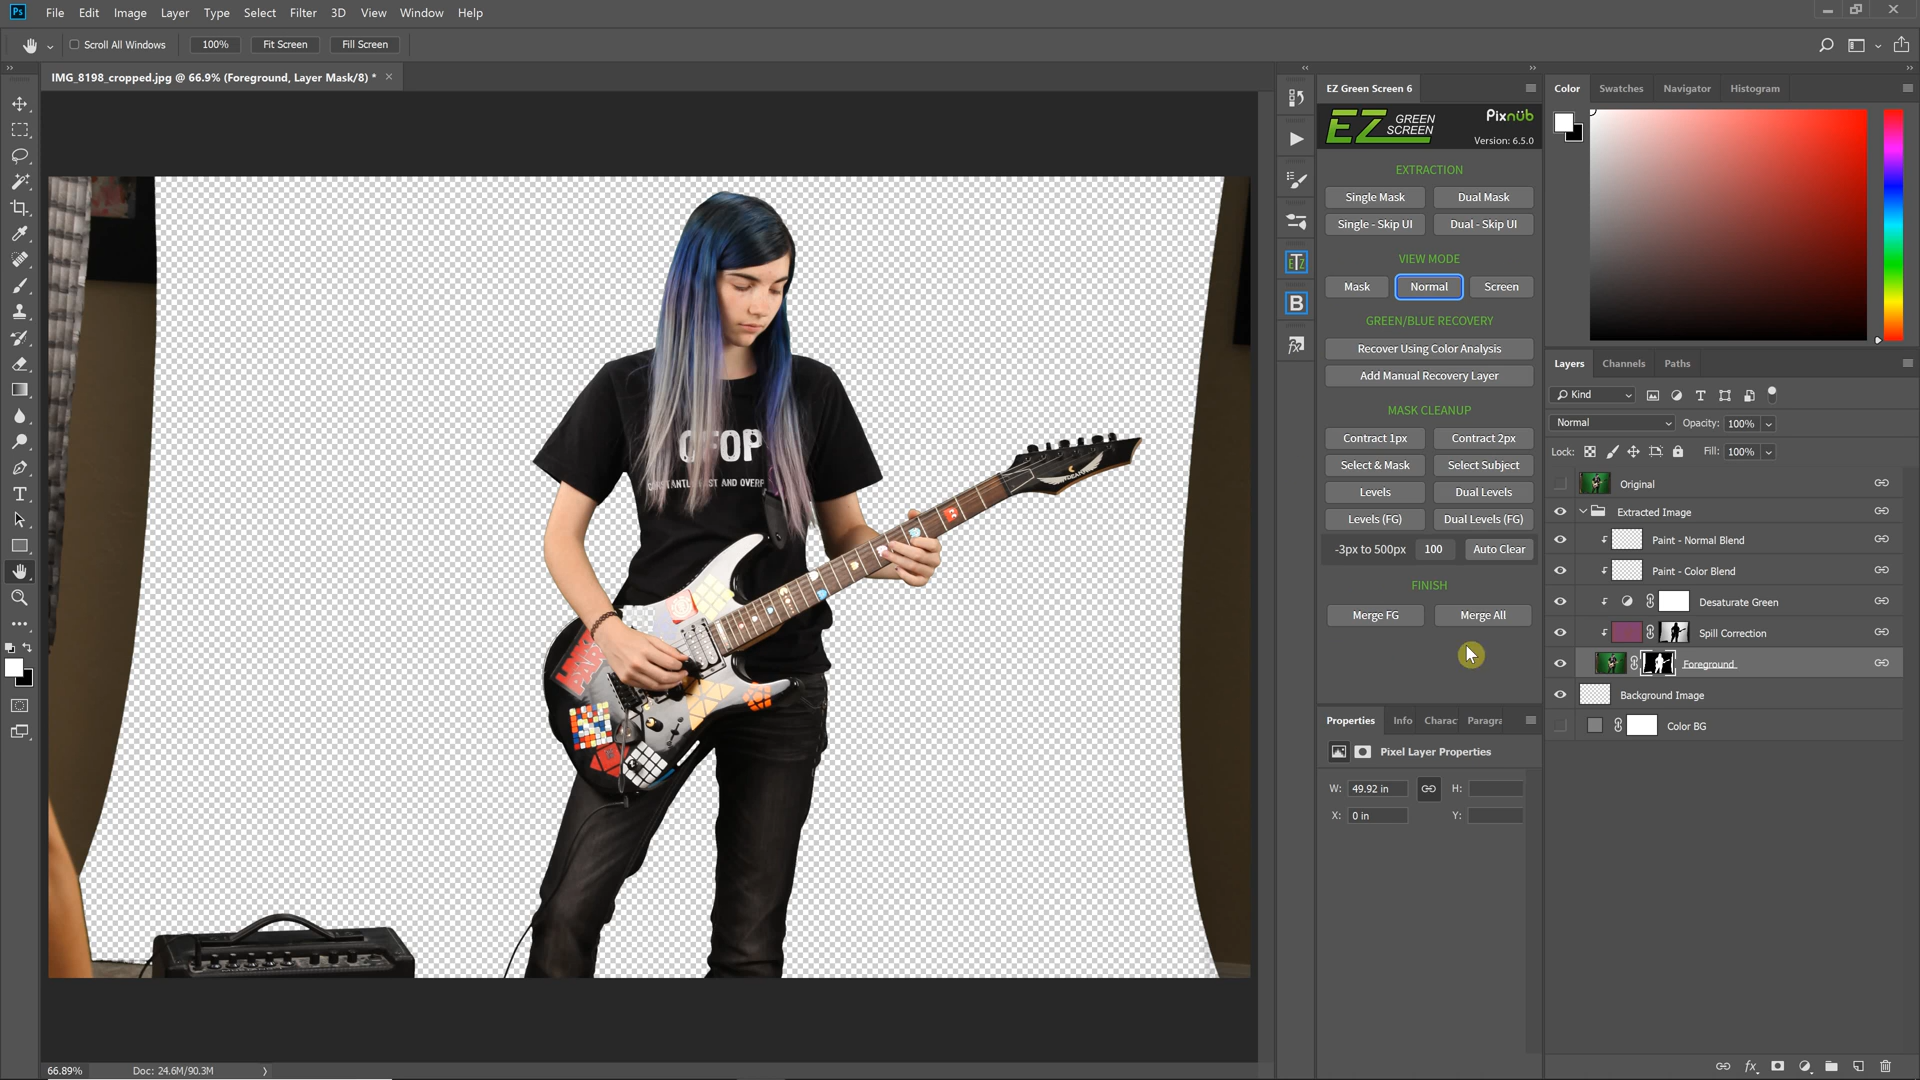 Ps File Edit Image Layer Type Select Filter 3D View Window Help
Scroll All Windows 100% Fit Screen Fill Screen
IMG_8198_cropped.jpg @ 66.9% (Foreground, Layer Mask/8) *
EZ Green Screen 6
EZ GREEN SCREEN
Pixnüb
Version: 6.5.0
EXTRACTION
Single Mask Dual Mask
Single - Skip UI Dual - Skip UI
VIEW MODE
Mask Normal Screen
GREEN/BLUE RECOVERY
Recover Using Color Analysis
Add Manual Recovery Layer
MASK CLEANUP
Contract 1px Contract 2px
Select & Mask Select Subject
Levels Dual Levels
Levels (FG) Dual Levels (FG)
-3px to 500px 100 Auto Clear
FINISH
Merge FG Merge All
Properties Info Charac Paragra
Pixel Layer Properties
W: 49.92 in H:
X: 0 in Y:
Color Swatches Navigator Histogram
Layers Channels Paths
Kind
Normal Opacity: 100%
Lock: Fill: 100%
Original
Extracted Image
Paint - Normal Blend
Paint - Color Blend
Desaturate Green
Spill Correction
Foreground
Background Image
Color BG
66.89% Doc: 24.6M/90.3M